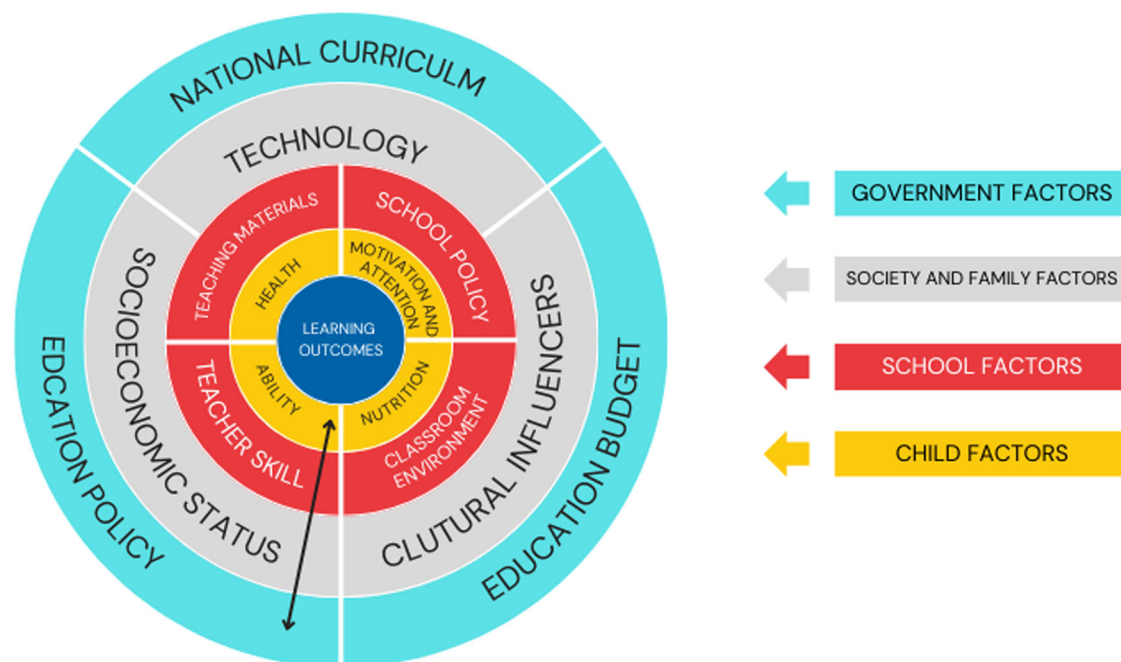 NATIONAL CURRICULM
TECHNOLOGY
TEACHING MATERIALS
SCHOOL POLICY
HEALTH
MOTIVATION AND
ATTENTION
LEARNING
OUTCOMES
ABILITY
NUTRITION
TEACHER SKILL
CLASSROOM
ENVIRONMENT
SOCIOECONOMIC STATUS
CLUTURAL INFLUENCERS
EDCATION POLICY
EDUCATION BUDGET
GOVERNMENT FACTORS
SOCIETY AND FAMILY FACTORS
SCHOOL FACTORS
CHILD FACTORS